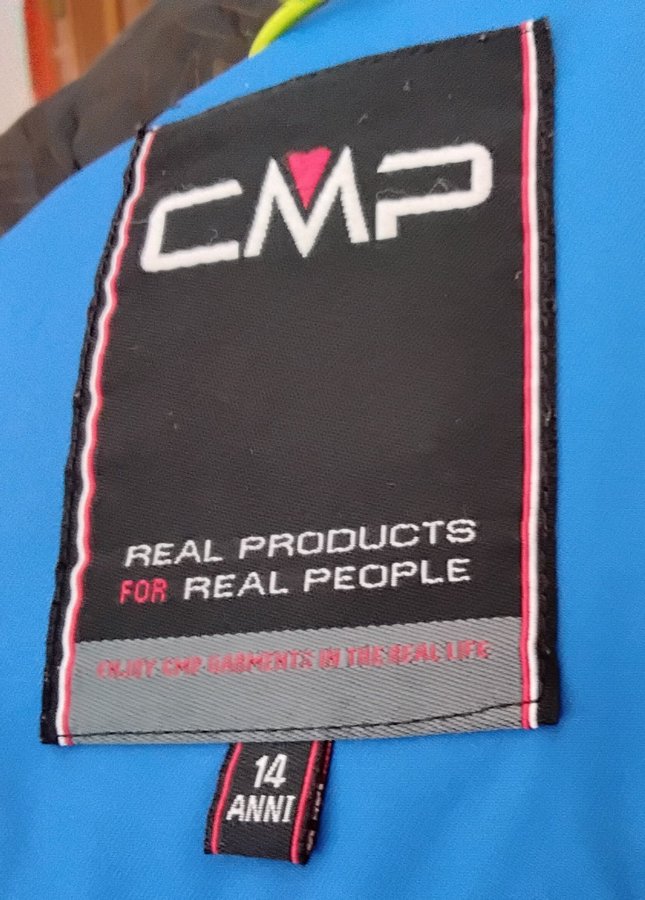 CMP
REAL PRODUCTS
FOR REAL PEOPLE
ENJOY CMP GARMENTS IN THE REAL LIFE
14
ANNI